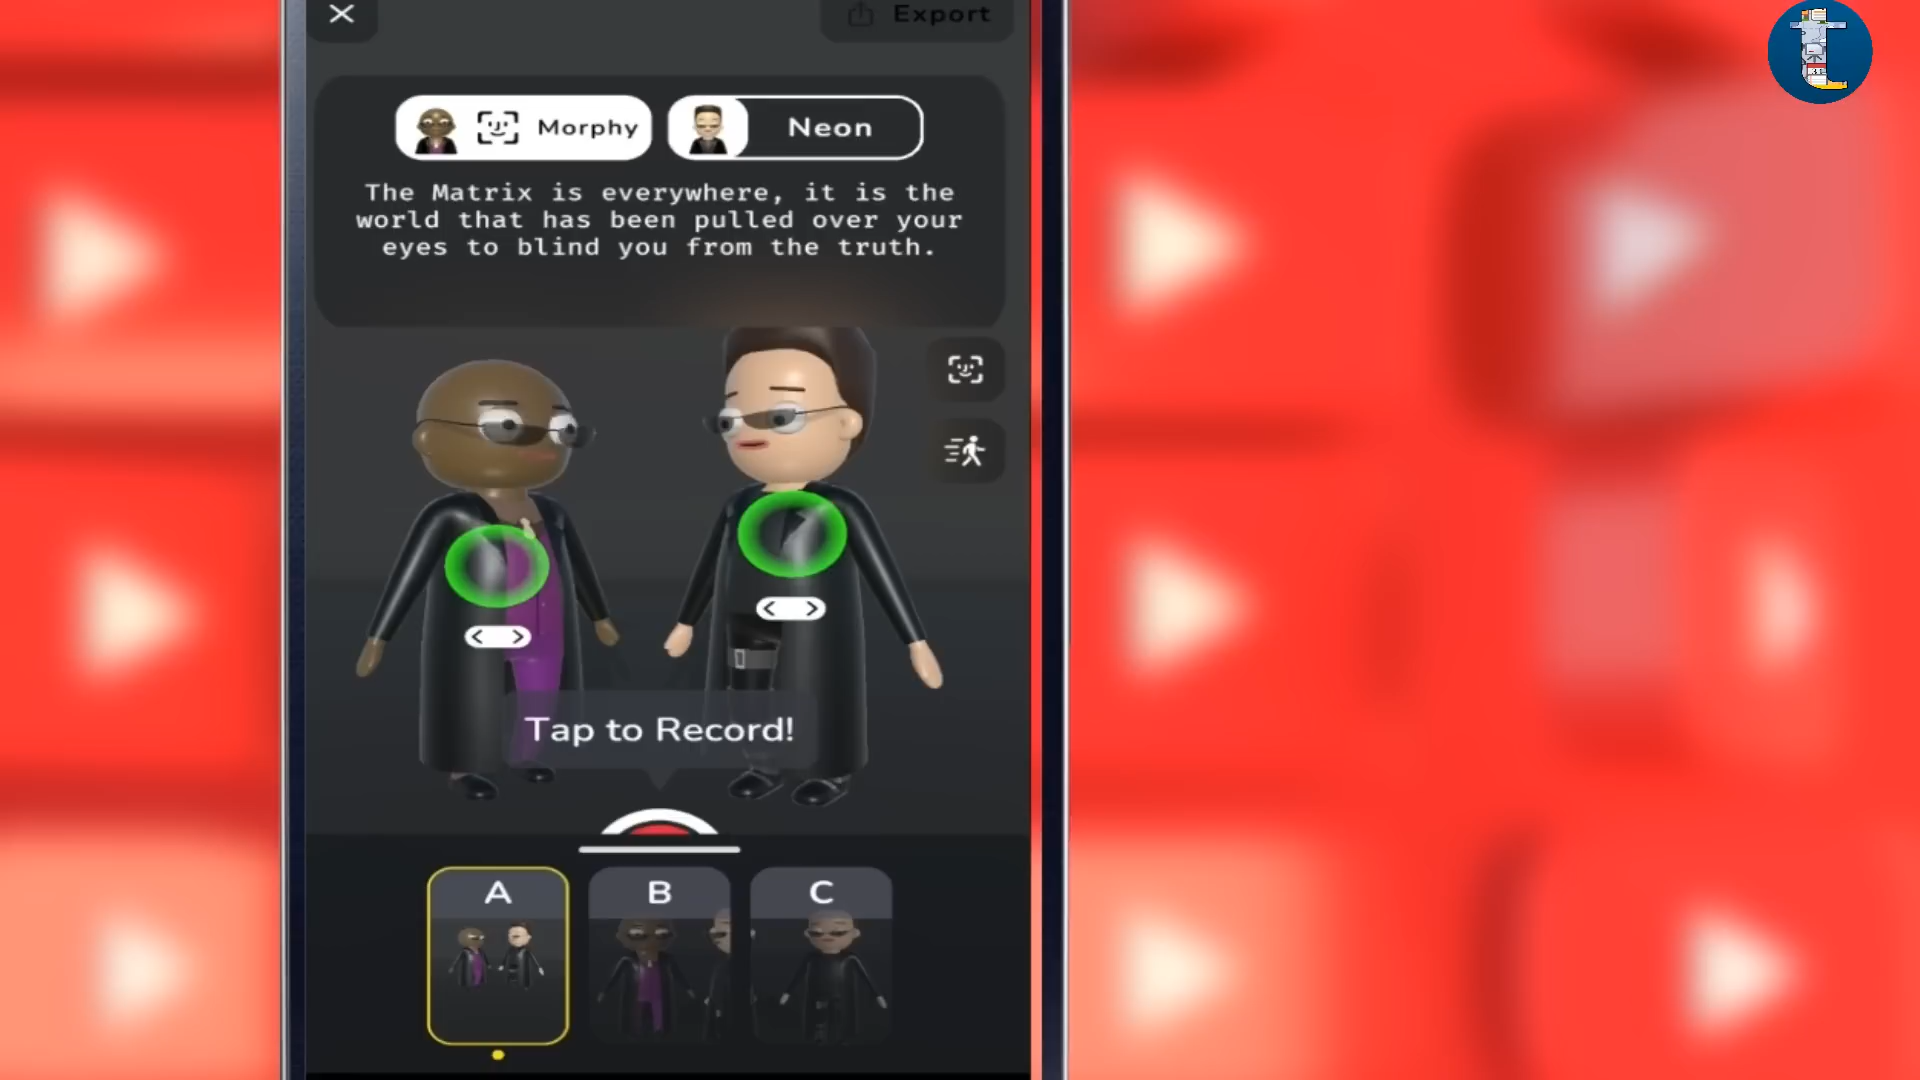 Export
Morphy
Neon
The Matrix is everywhere, it is the
world that has been pulled over your
eyes to blind you from the truth.
Tap to Record!
A
B
C